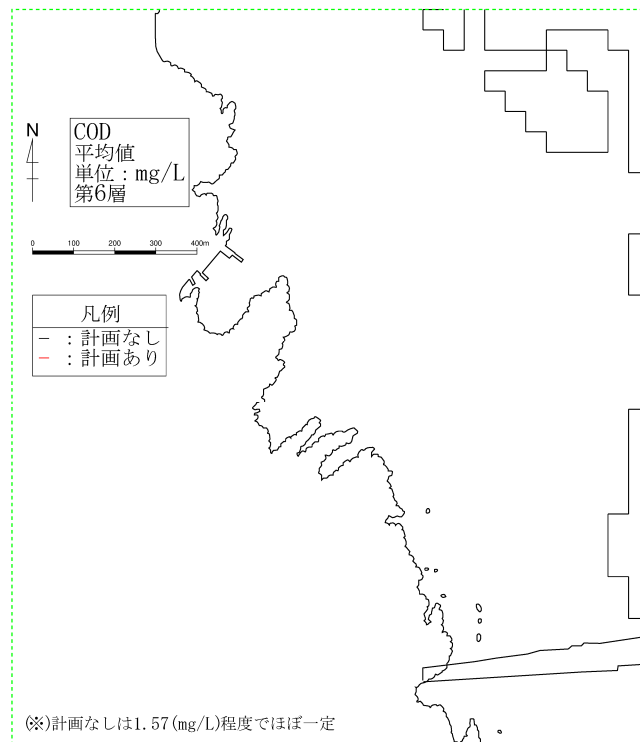 N
COD
平均値
単位：mg/L
第6層
0 100 200 300 400m
凡例
－ ：計画なし
－ ：計画あり
(※)計画なしは1.57(mg/L)程度でほぼ一定